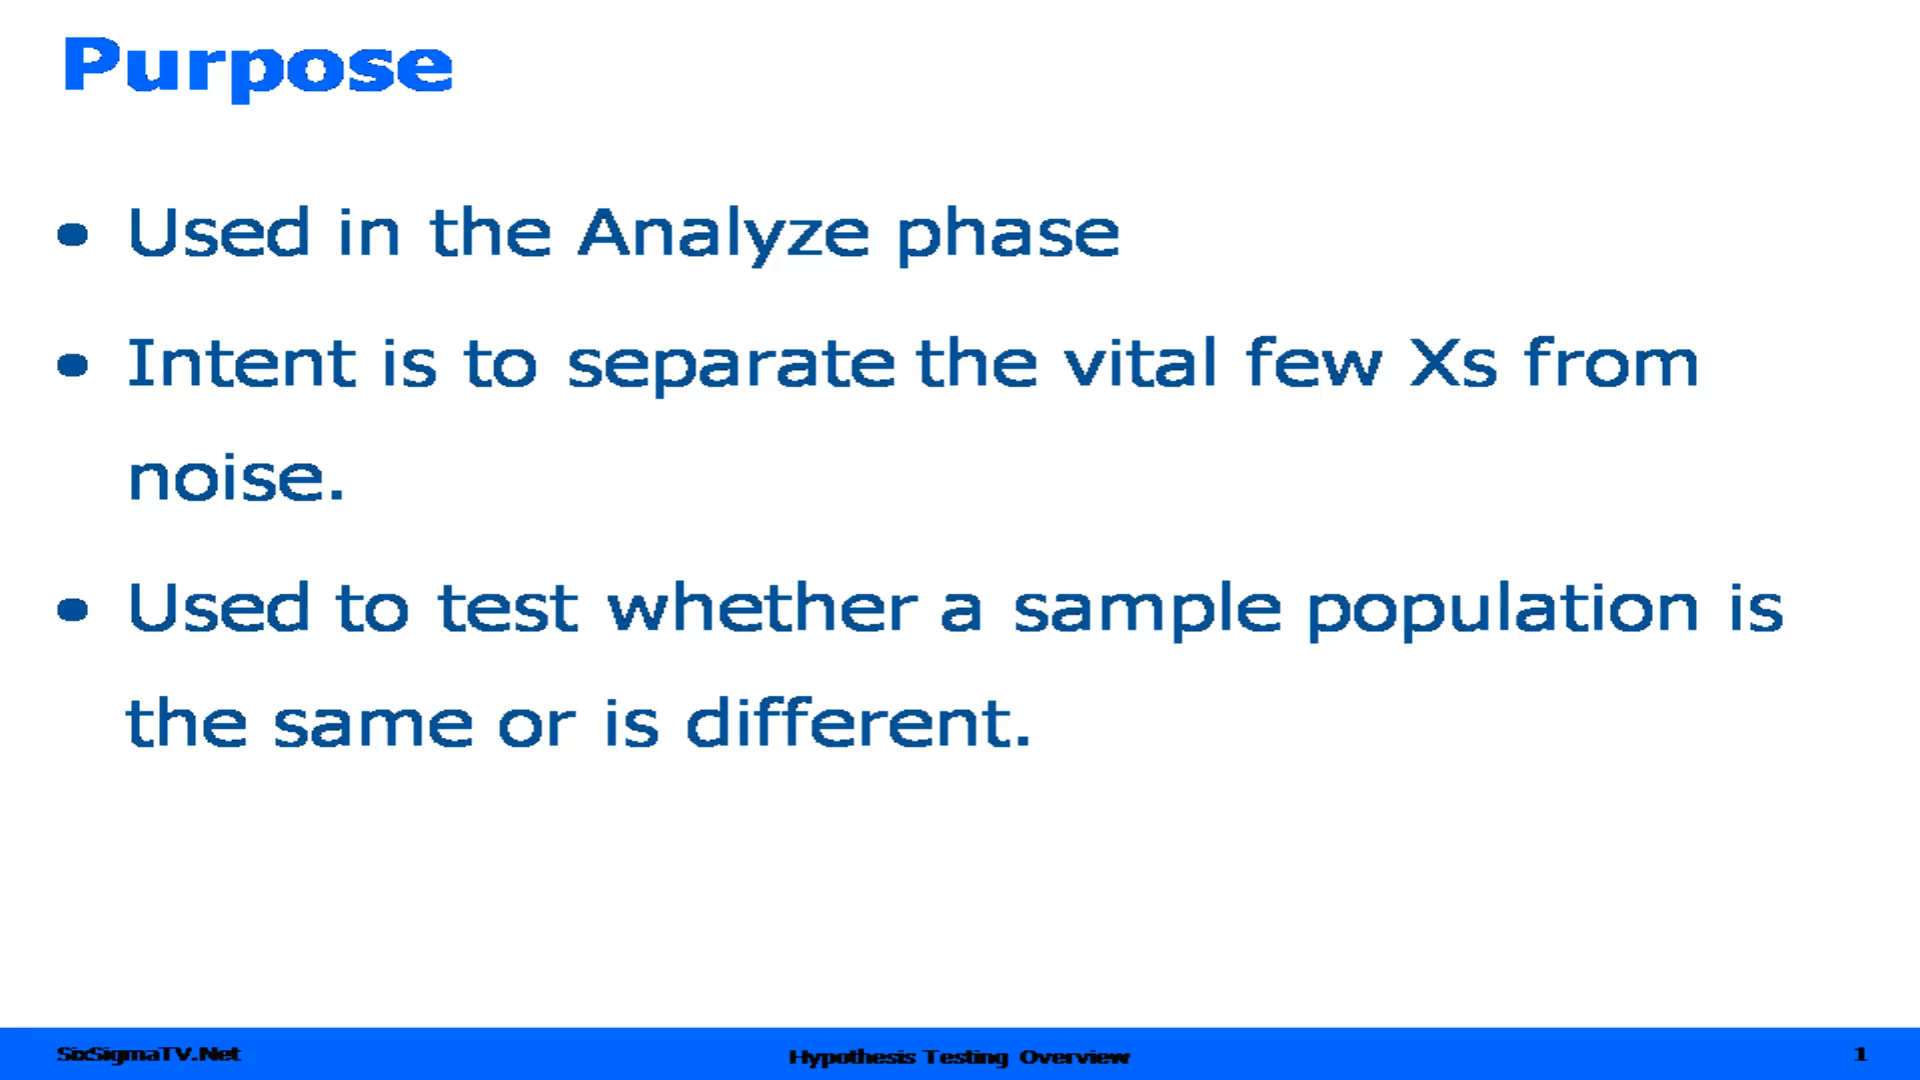 Purpose
• Used in the Analyze phase
• Intent is to separate the vital few Xs from
noise.
• Used to test whether a sample population is
the same or is different.
SixSigmaTV.Net
Hypothesis Testing Overview
1